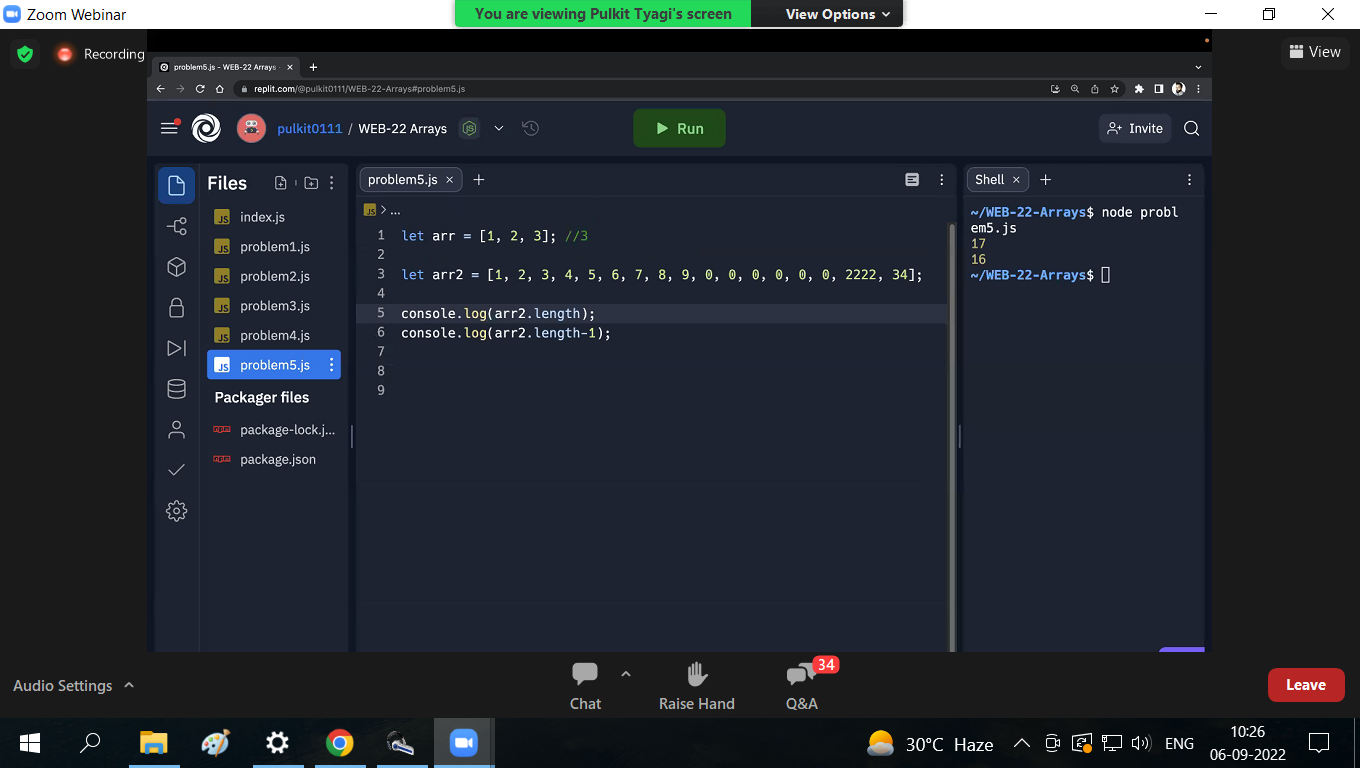 Zoom Webinar
You are viewing Pulkit Tyagi's screen
View Options
Recording
View
problem5.js - WEB-22 Arrays
replit.com/@pulkit0111/WEB-22-Arrays#problem5.js
pulkit0111 / WEB-22 Arrays
Run
Invite
Files
index.js
problem1.js
problem2.js
problem3.js
problem4.js
problem5.js
Packager files
package-lock.j...
package.json
problem5.js
JS > ...
1 let arr = [1, 2, 3]; //3
2
3 let arr2 = [1, 2, 3, 4, 5, 6, 7, 8, 9, 0, 0, 0, 0, 0, 0, 2222, 34];
4
5 console.log(arr2.length);
6 console.log(arr2.length-1);
7
8
9
Shell
~/WEB-22-Arrays$ node probl
em5.js
17
16
~/WEB-22-Arrays$
Audio Settings
Chat
Raise Hand
34
Q&A
Leave
30°C Haze
ENG
10:26
06-09-2022